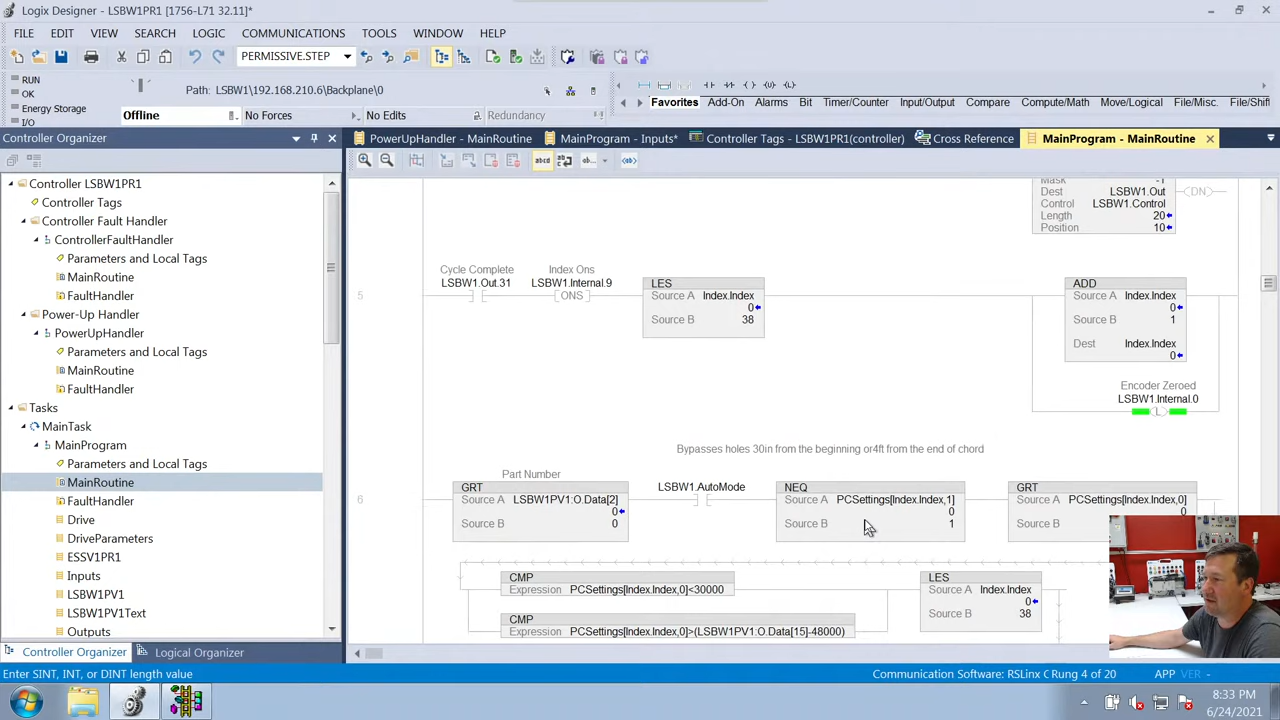 Logix Designer - LSBW1PR1 [1756-L71 32.11]*
FILE EDIT VIEW SEARCH LOGIC COMMUNICATIONS TOOLS WINDOW HELP
PERMISSIVE.STEP
RUN
OK
Energy Storage
I/O
Path: LSBW1\192.168.210.6\Backplane\0
Offline
No Forces
No Edits
Redundancy
Favorites Add-On Alarms Bit Timer/Counter Input/Output Compare Compute/Math Move/Logical File/Misc. File/Shift
Controller Organizer
PowerUpHandler - MainRoutine
MainProgram - Inputs*
Controller Tags - LSBW1PR1(controller)
Cross Reference
MainProgram - MainRoutine
Controller LSBW1PR1
Controller Tags
Controller Fault Handler
ControllerFaultHandler
Parameters and Local Tags
MainRoutine
FaultHandler
Power-Up Handler
PowerUpHandler
Parameters and Local Tags
MainRoutine
FaultHandler
Tasks
MainTask
MainProgram
Parameters and Local Tags
MainRoutine
FaultHandler
Drive
DriveParameters
ESSV1PR1
Inputs
LSBW1PV1
LSBW1PV1Text
Outputs
Controller Organizer
Logical Organizer
Mask -1
Dest LSBW1.Out
Control LSBW1.Control
Length 20
Position 10
DN
5
Cycle Complete
LSBW1.Out.31
Index Ons
LSBW1.Internal.9
ONS
LES
Source A Index.Index
0
Source B 38
ADD
Source A Index.Index
0
Source B 1
Dest Index.Index
0
Encoder Zeroed
LSBW1.Internal.0
L
Bypasses holes 30in from the beginning or4ft from the end of chord
6
Part Number
GRT
Source A LSBW1PV1:O.Data[2]
0
Source B 0
LSBW1.AutoMode
NEQ
Source A PCSettings[Index.Index,1]
0
Source B 1
GRT
Source A PCSettings[Index.Index,0]
0
Source B
CMP
Expression PCSettings[Index.Index,0]<30000
CMP
Expression PCSettings[Index.Index,0]>(LSBW1PV1:O.Data[15]-48000)
LES
Source A Index.Index
0
Source B 38
Enter SINT, INT, or DINT length value
Communication Software: RSLinx C
Rung 4 of 20
APP
VER
8:33 PM
6/24/2021